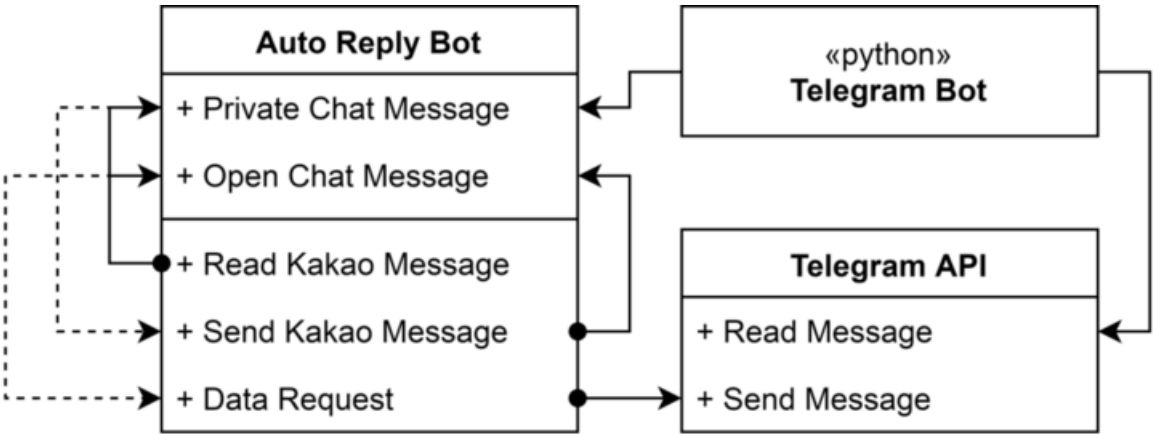 Auto Reply Bot
+ Private Chat Message
+ Open Chat Message
+ Read Kakao Message
+ Send Kakao Message
+ Data Request
«python»
Telegram Bot
Telegram API
+ Read Message
+ Send Message